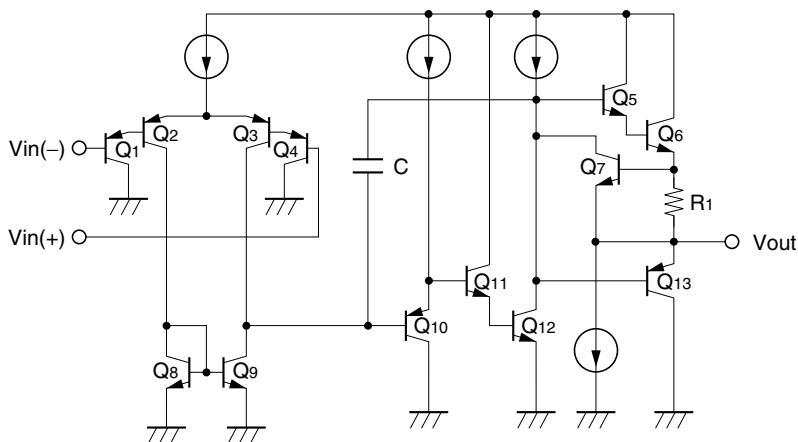 Q5
Q6
Q1
Q2
Q3
Q4
Vin(−)
C
Q7
R1
Vin(+)
Vout
Q11
Q13
Q10
Q12
Q8
Q9